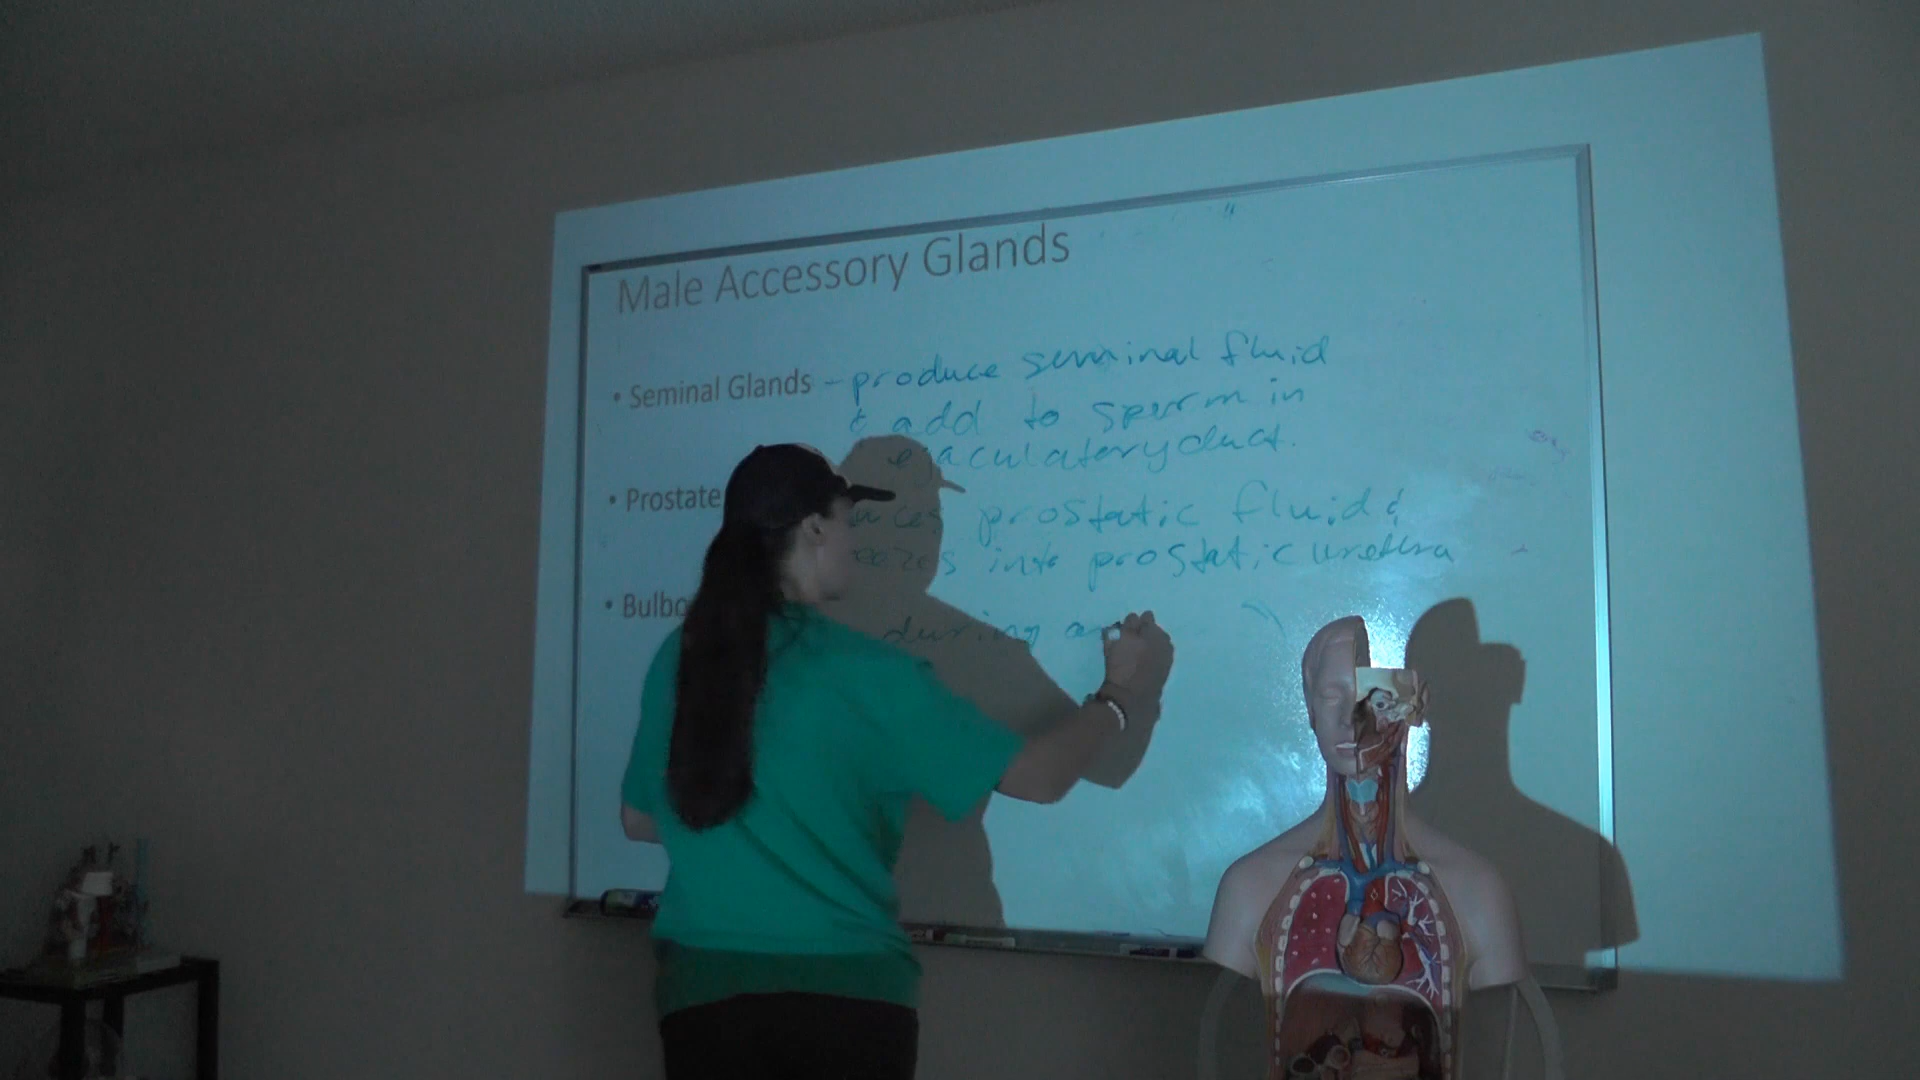 Male Accessory Glands
• Seminal Glands - produce seminal fluid
& add to sperm in
ejaculatory duct.
• Prostate prostatic fluid &
into prostatic urethra
• Bulbo
during